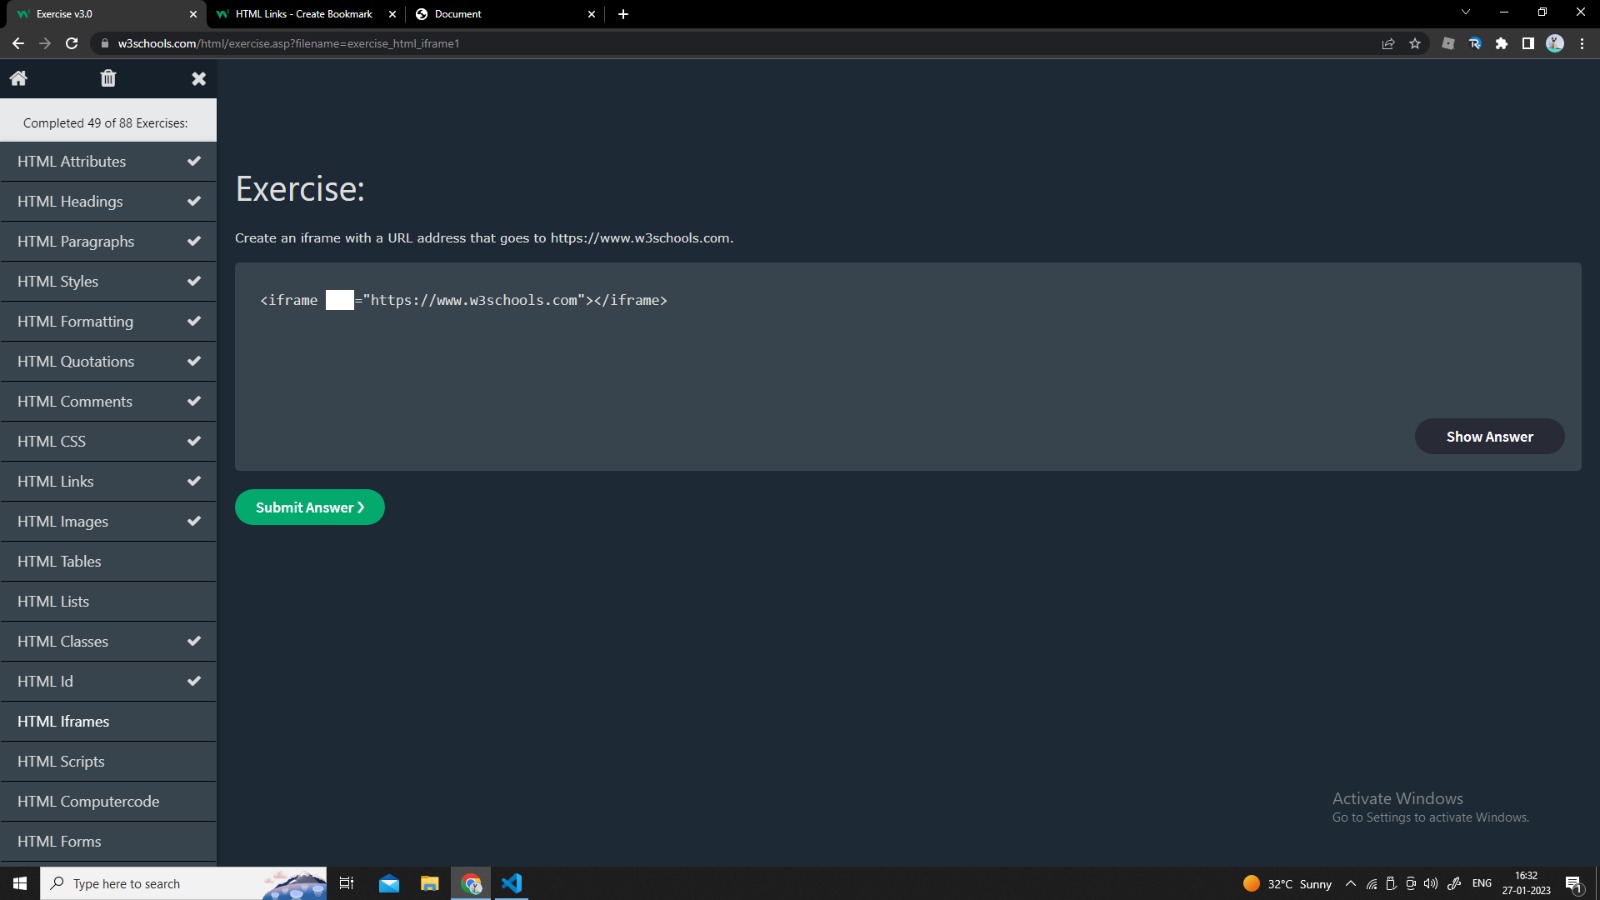 Exercise v3.0
HTML Links - Create Bookmark
Document
w3schools.com/html/exercise.asp?filename=exercise_html_iframe1
Completed 49 of 88 Exercises:
HTML Attributes
HTML Headings
HTML Paragraphs
HTML Styles
HTML Formatting
HTML Quotations
HTML Comments
HTML CSS
HTML Links
HTML Images
HTML Tables
HTML Lists
HTML Classes
HTML Id
HTML Iframes
HTML Scripts
HTML Computercode
HTML Forms
Exercise:
Create an iframe with a URL address that goes to https://www.w3schools.com.
<iframe ="https://www.w3schools.com"></iframe>
Show Answer
Submit Answer ❯
Activate Windows
Go to Settings to activate Windows.
Type here to search
32°C Sunny
ENG
16:32
27-01-2023
1